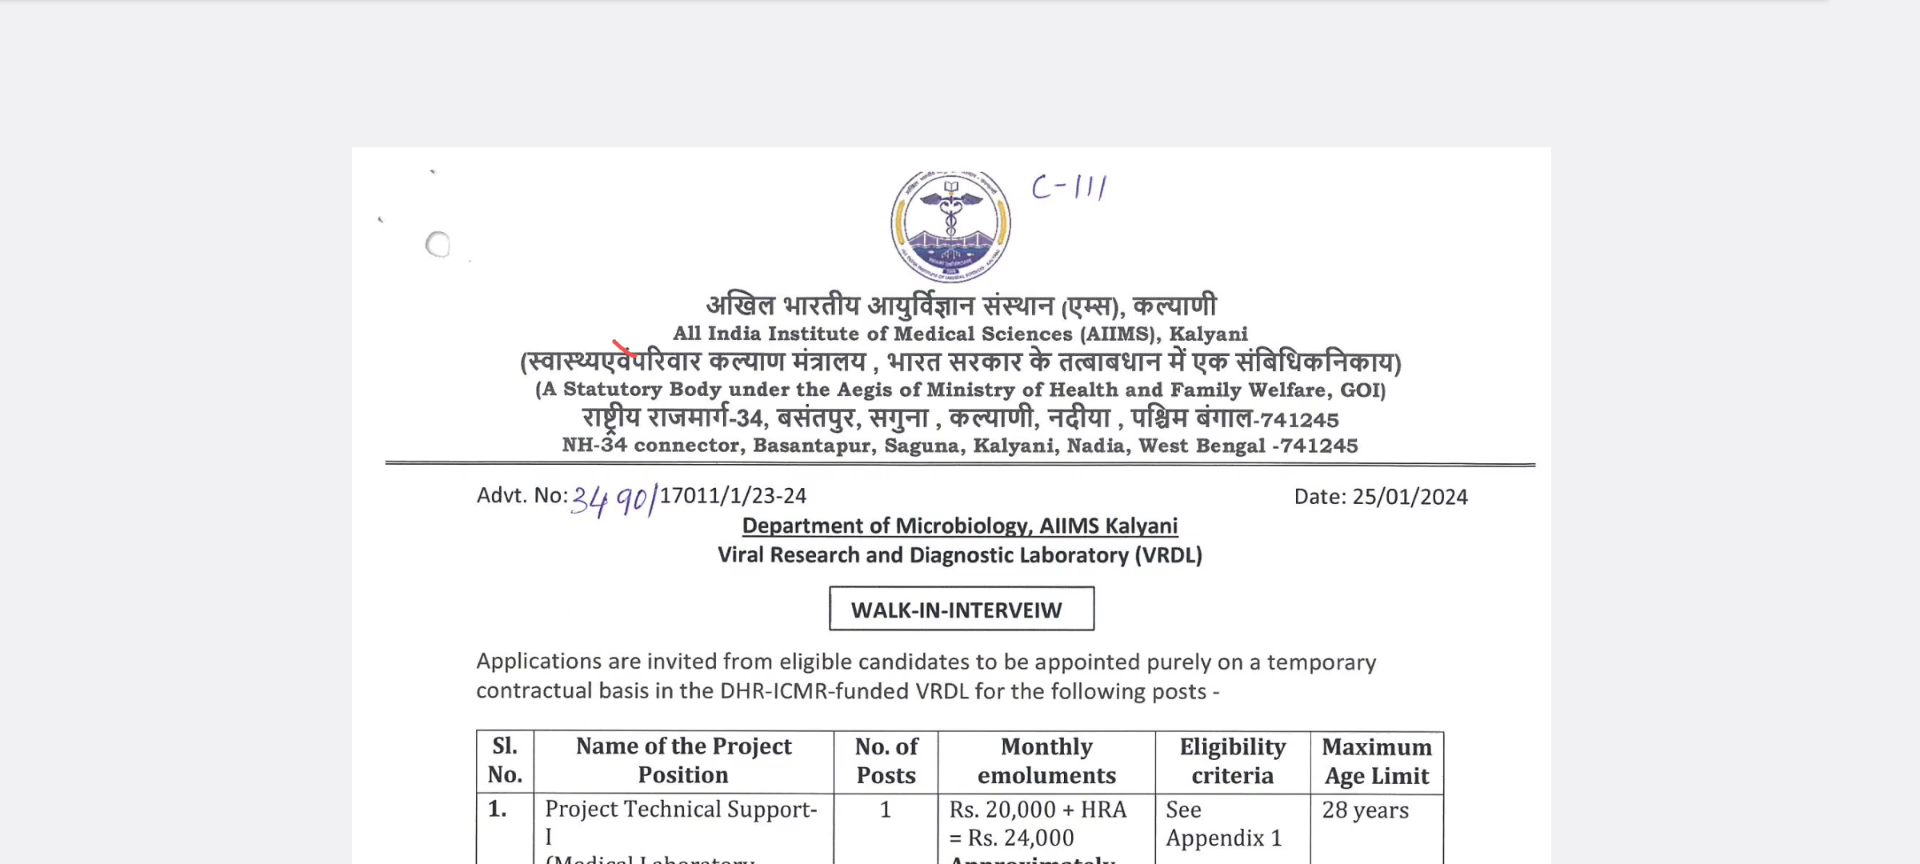 C-111
अखिल भारतीय आयुर्विज्ञान संस्थान (एम्स), कल्याणी
All India Institute of Medical Sciences (AIIMS), Kalyani
(स्वास्थ्यएवंपरिवार कल्याण मंत्रालय , भारत सरकार के तत्बाबधान में एक संबिधिकनिकाय)
(A Statutory Body under the Aegis of Ministry of Health and Family Welfare, GOI)
राष्ट्रीय राजमार्ग-34, बसंतपुर, सगुना , कल्याणी, नदीया , पश्चिम बंगाल-741245
NH-34 connector, Basantapur, Saguna, Kalyani, Nadia, West Bengal -741245
Advt. No: 3490/17011/1/23-24 Date: 25/01/2024
Department of Microbiology, AIIMS Kalyani
Viral Research and Diagnostic Laboratory (VRDL)
WALK-IN-INTERVEIW
Applications are invited from eligible candidates to be appointed purely on a temporary
contractual basis in the DHR-ICMR-funded VRDL for the following posts -
Sl. No. Name of the Project Position No. of Posts Monthly emoluments Eligibility criteria Maximum Age Limit
1. Project Technical Support- 1 Rs. 20,000 + HRA See 28 years
I = Rs. 24,000 Appendix 1
(Medical Laboratory Approximately